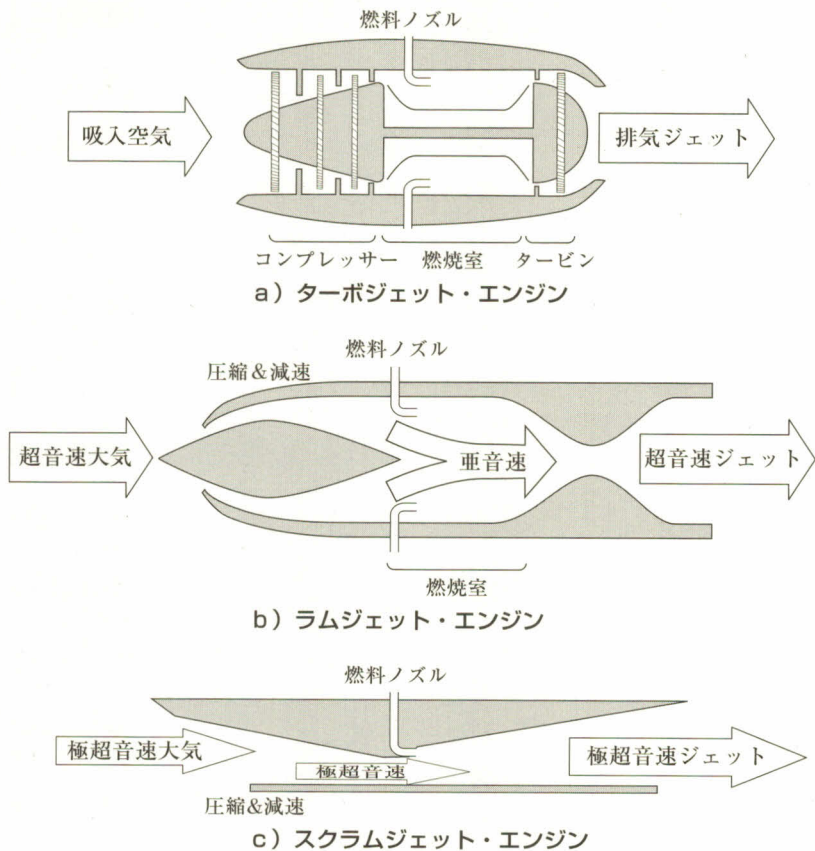 燃料ノズル
吸入空気
排気ジェット
コンプレッサー 燃焼室 タービン
a）ターボジェット・エンジン
燃料ノズル
圧縮&減速
超音速大気
亜音速
超音速ジェット
燃焼室
b）ラムジェット・エンジン
燃料ノズル
極超音速大気
極超音速
極超音速ジェット
圧縮&減速
c）スクラムジェット・エンジン